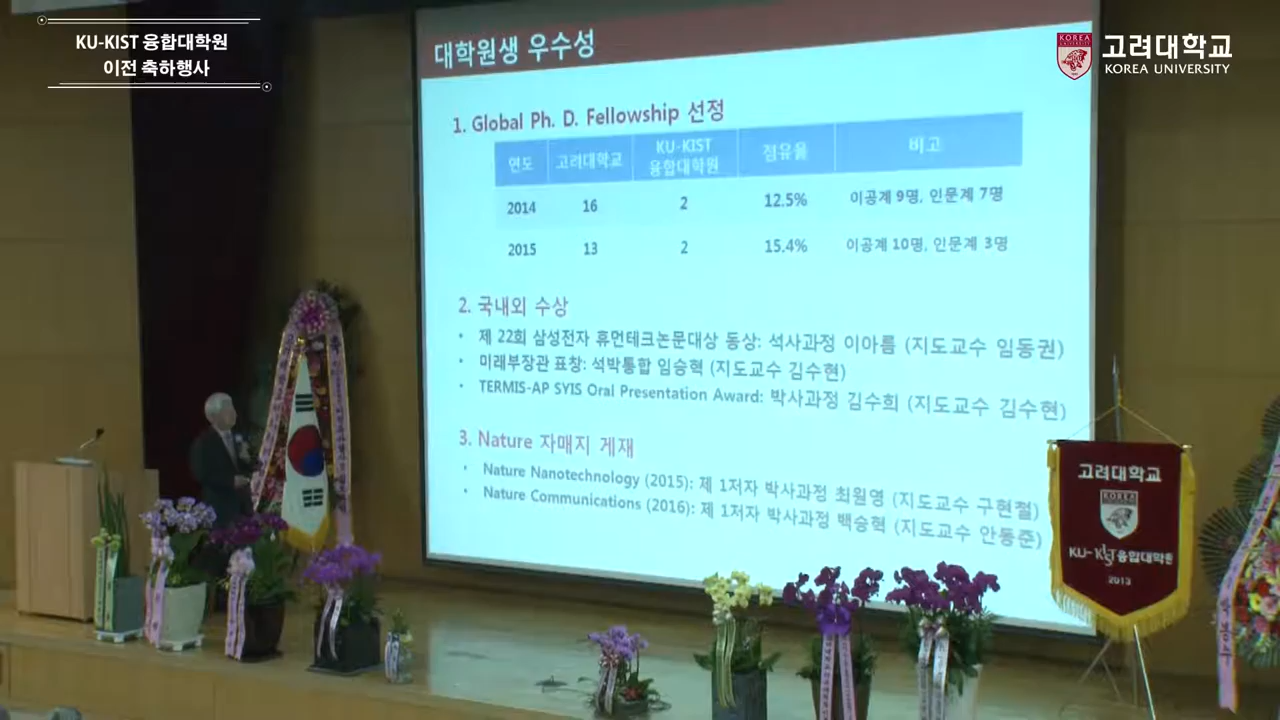 KU-KIST 융합대학원
이전 축하행사
고려대학교
KOREA UNIVERSITY
대학원생 우수성
1. Global Ph. D. Fellowship 선정
연도 고려대학교 KU-KIST 융합대학원 점유율 비고
2014 16 2 12.5% 이공계 9명, 인문계 7명
2015 13 2 15.4% 이공계 10명, 인문계 3명
2. 국내외 수상
• 제 22회 삼성전자 휴먼테크논문대상 동상: 석사과정 이아름 (지도교수 임동권)
• 미래부장관 표창: 석박통합 임승혁 (지도교수 김수현)
• TERMIS-AP SYIS Oral Presentation Award: 박사과정 김수희 (지도교수 김수현)
3. Nature 자매지 게재
• Nature Nanotechnology (2015): 제 1저자 박사과정 최원영 (지도교수 구현철)
• Nature Communications (2016): 제 1저자 박사과정 백승혁 (지도교수 안동준)
고려대학교
KOREA
KU-KIST융합대학원
2013